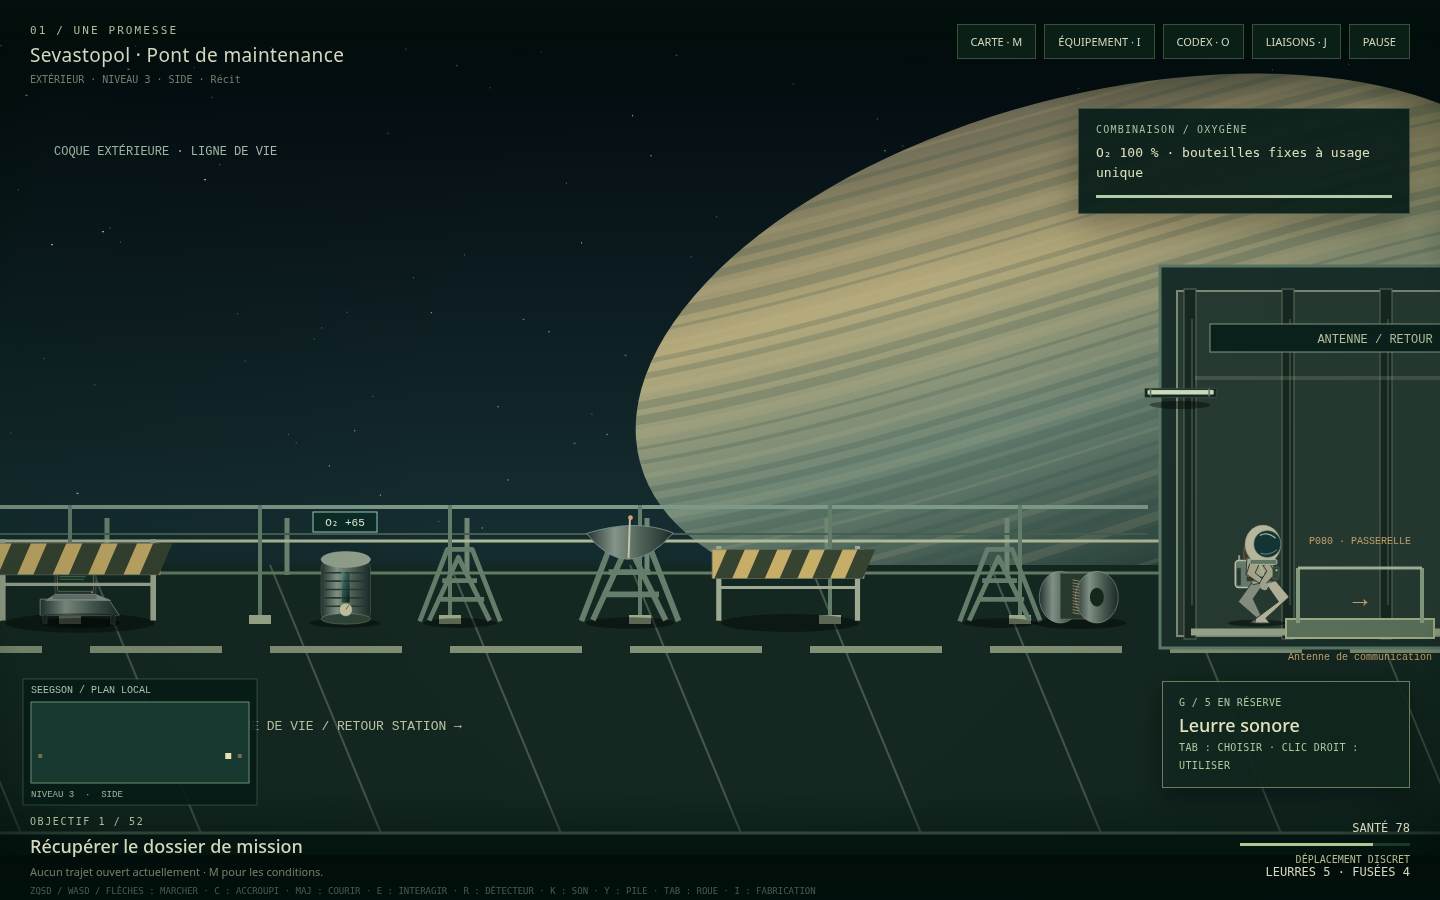 01 / UNE PROMESSE
Sevastopol · Pont de maintenance
EXTÉRIEUR · NIVEAU 3 · SIDE · Récit
CARTE · M
ÉQUIPEMENT · I
CODEX · O
LIAISONS · J
PAUSE
COMBINAISON / OXYGÈNE
O₂ 100 % · bouteilles fixes à usage
unique
COQUE EXTÉRIEURE · LIGNE DE VIE
ANTENNE / RETOUR
O₂ +65
P080 · PASSERELLE
→
Antenne de communication
SEEGSON / PLAN LOCAL
NIVEAU 3 · SIDE
DE VIE / RETOUR STATION →
G / 5 EN RÉSERVE
Leurre sonore
TAB : CHOISIR · CLIC DROIT :
UTILISER
OBJECTIF 1 / 52
Récupérer le dossier de mission
Aucun trajet ouvert actuellement · M pour les conditions.
ZQSD / WASD / FLÈCHES : MARCHER · C : ACCROUPI · MAJ : COURIR · E : INTERAGIR · R : DÉTECTEUR · K : SON · Y : PILE · TAB : ROUE · I : FABRICATION
SANTÉ 78
DÉPLACEMENT DISCRET
LEURRES 5 · FUSÉES 4